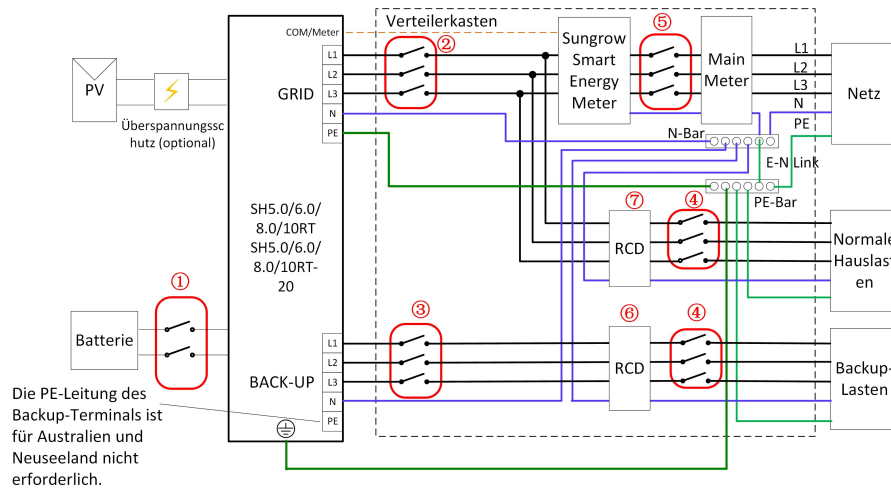 Verteilerkasten
COM/Meter
②
⑤
L1
L2
L3
N
PE
GRID
Sungrow
Smart
Energy
Meter
Main
Meter
L1
L2
L3
N
PE
Netz
PV
Überspannungssc
hutz (optional)
N-Bar
E-N Link
PE-Bar
SH5.0/6.0/
8.0/10RT
SH5.0/6.0/
8.0/10RT-
20
⑦
④
RCD
Normale
Hauslast
en
①
Batterie
③
⑥
④
L1
L2
L3
N
PE
BACK-UP
RCD
Backup-
Lasten
Die PE-Leitung des
Backup-Terminals ist
für Australien und
Neuseeland nicht
erforderlich.